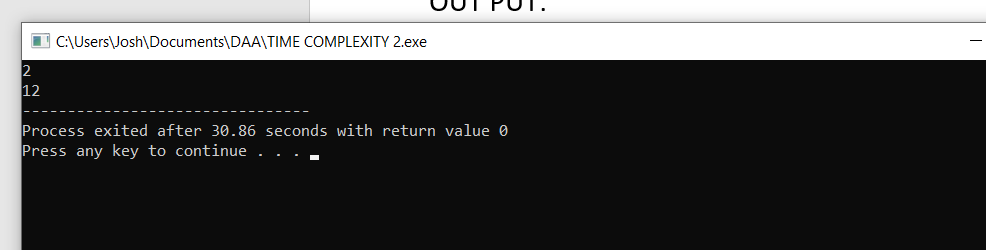 OUT PUT:
C:\Users\Josh\Documents\DAA\TIME COMPLEXITY 2.exe
2
12
--------------------------------
Process exited after 30.86 seconds with return value 0
Press any key to continue . . .